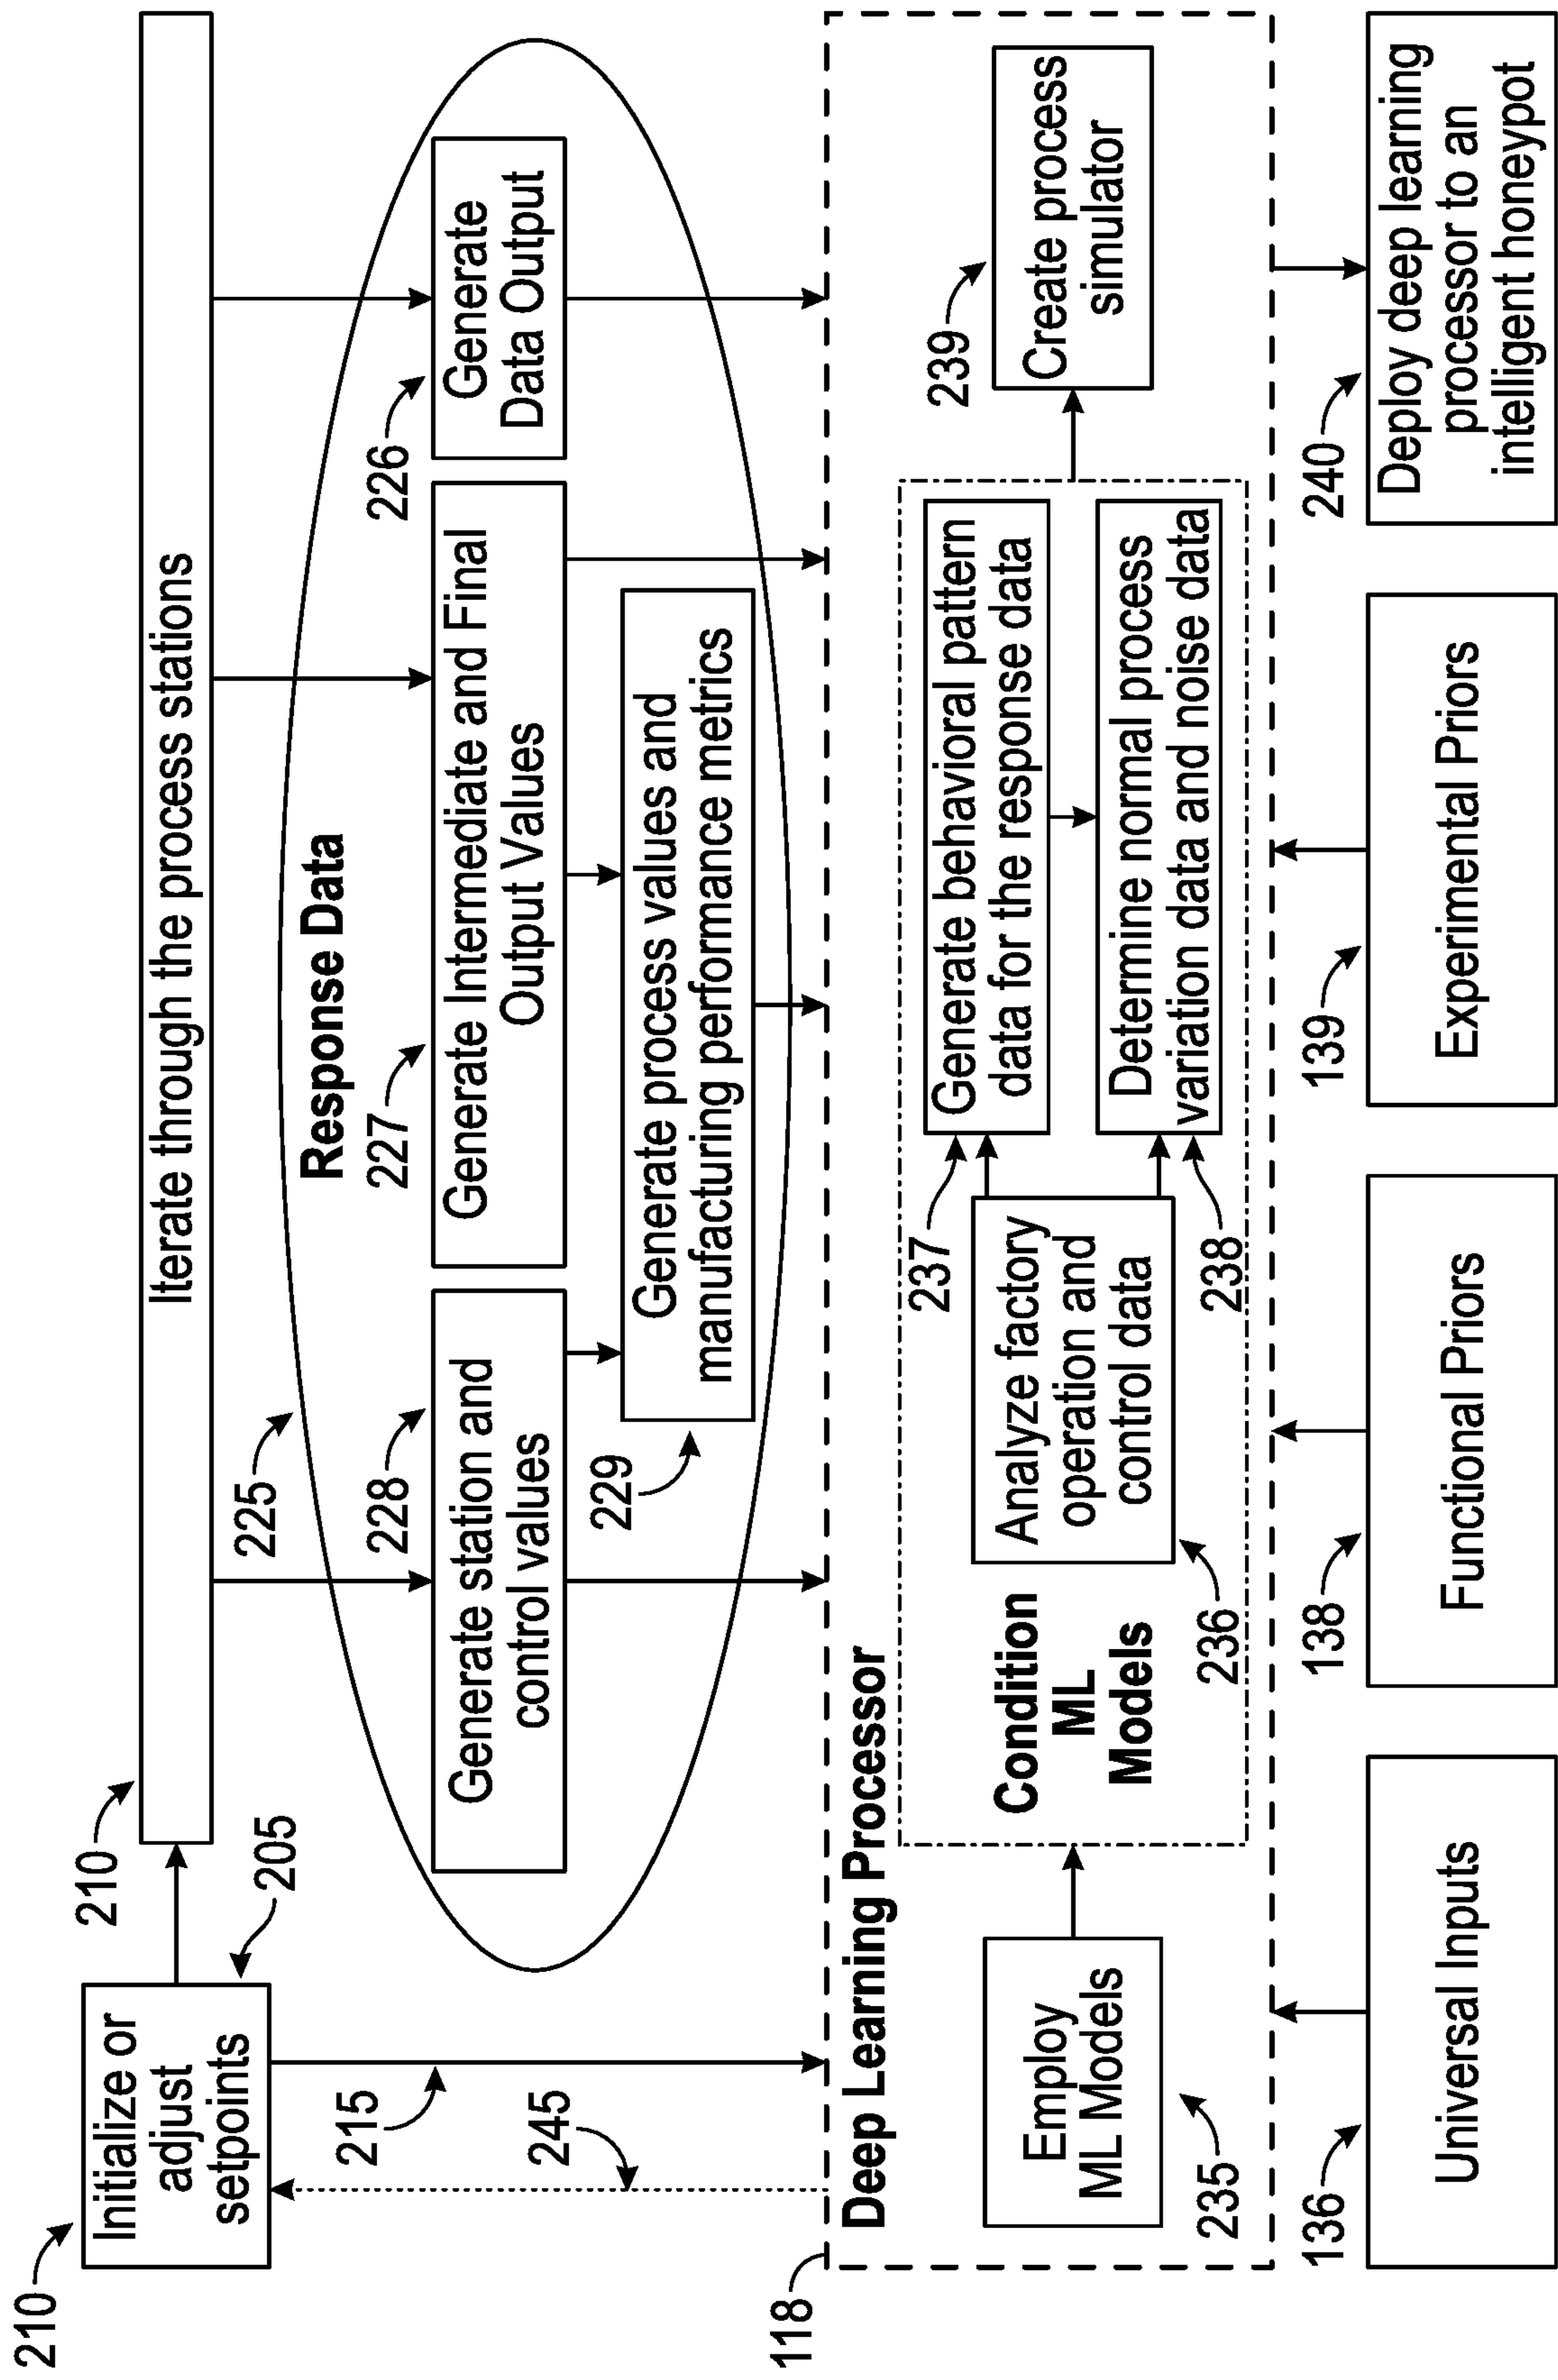 210
Initialize or
adjust
setpoints
205
210
Iterate through the process stations
215
245
225
Response Data
228
Generate station and
control values
227
Generate Intermediate and Final
Output Values
226
Generate
Data Output
229
Generate process values and
manufacturing performance metrics
118
Deep Learning Processor
Employ
ML Models
235
Condition
ML
Models
Analyze factory
operation and
control data
236
237
Generate behavioral pattern
data for the response data
Determine normal process
variation data and noise data
238
239
Create process
simulator
136
Universal Inputs
138
Functional Priors
139
Experimental Priors
240
Deploy deep learning
processor to an
intelligent honeypot